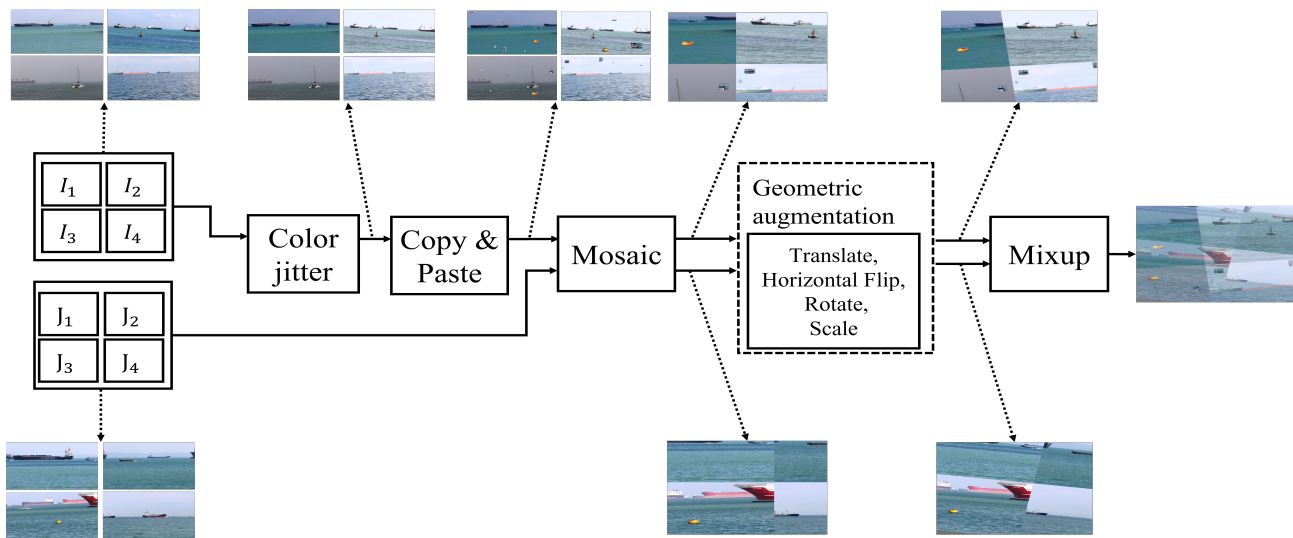 I₁ I₂
I₃ I₄
J₁ J₂
J₃ J₄
Color
jitter
Copy &
Paste
Mosaic
Geometric
augmentation
Translate,
Horizontal Flip,
Rotate,
Scale
Mixup